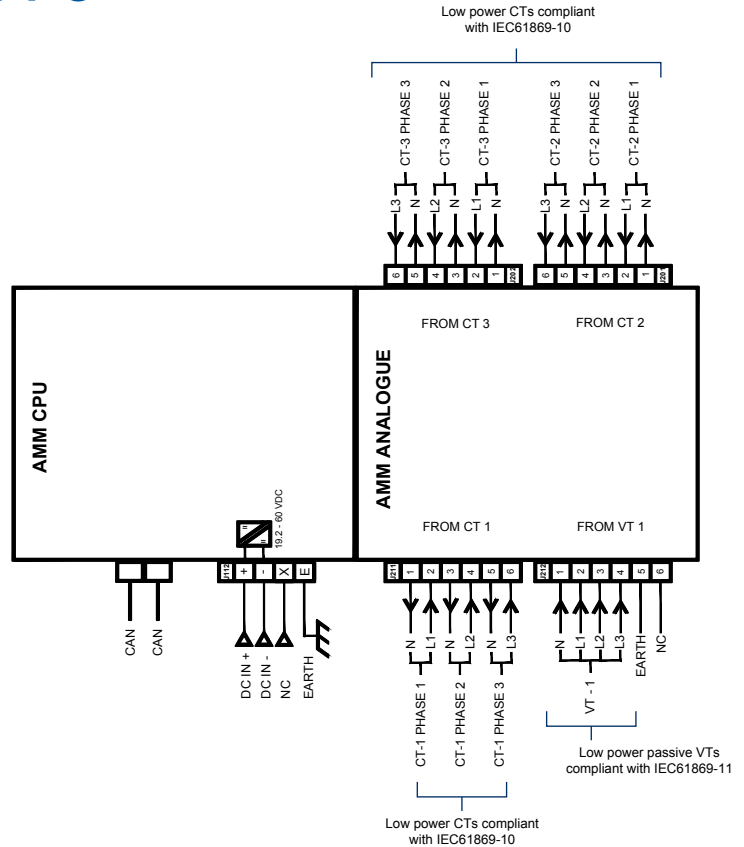 Low power CTs compliant
with IEC61869-10
CT-3 PHASE 3
CT-3 PHASE 2
CT-3 PHASE 1
CT-2 PHASE 3
CT-2 PHASE 2
CT-2 PHASE 1
L3
N
L2
N
L1
N
L3
N
L2
N
L1
N
6
5
4
3
2
1
J202
6
5
4
3
2
1
J201
FROM CT 3
FROM CT 2
AMM CPU
AMM ANALOGUE
19.2 - 60 VDC
FROM CT 1
FROM VT 1
J112
+
-
X
E
J211
1
2
3
4
5
6
J212
1
2
3
4
5
6
CAN
CAN
DC IN +
DC IN -
NC
EARTH
N
L1
N
L2
N
L3
N
L1
L2
L3
EARTH
NC
CT-1 PHASE 1
CT-1 PHASE 2
CT-1 PHASE 3
VT - 1
Low power passive VTs
compliant with IEC61869-11
Low power CTs compliant
with IEC61869-10